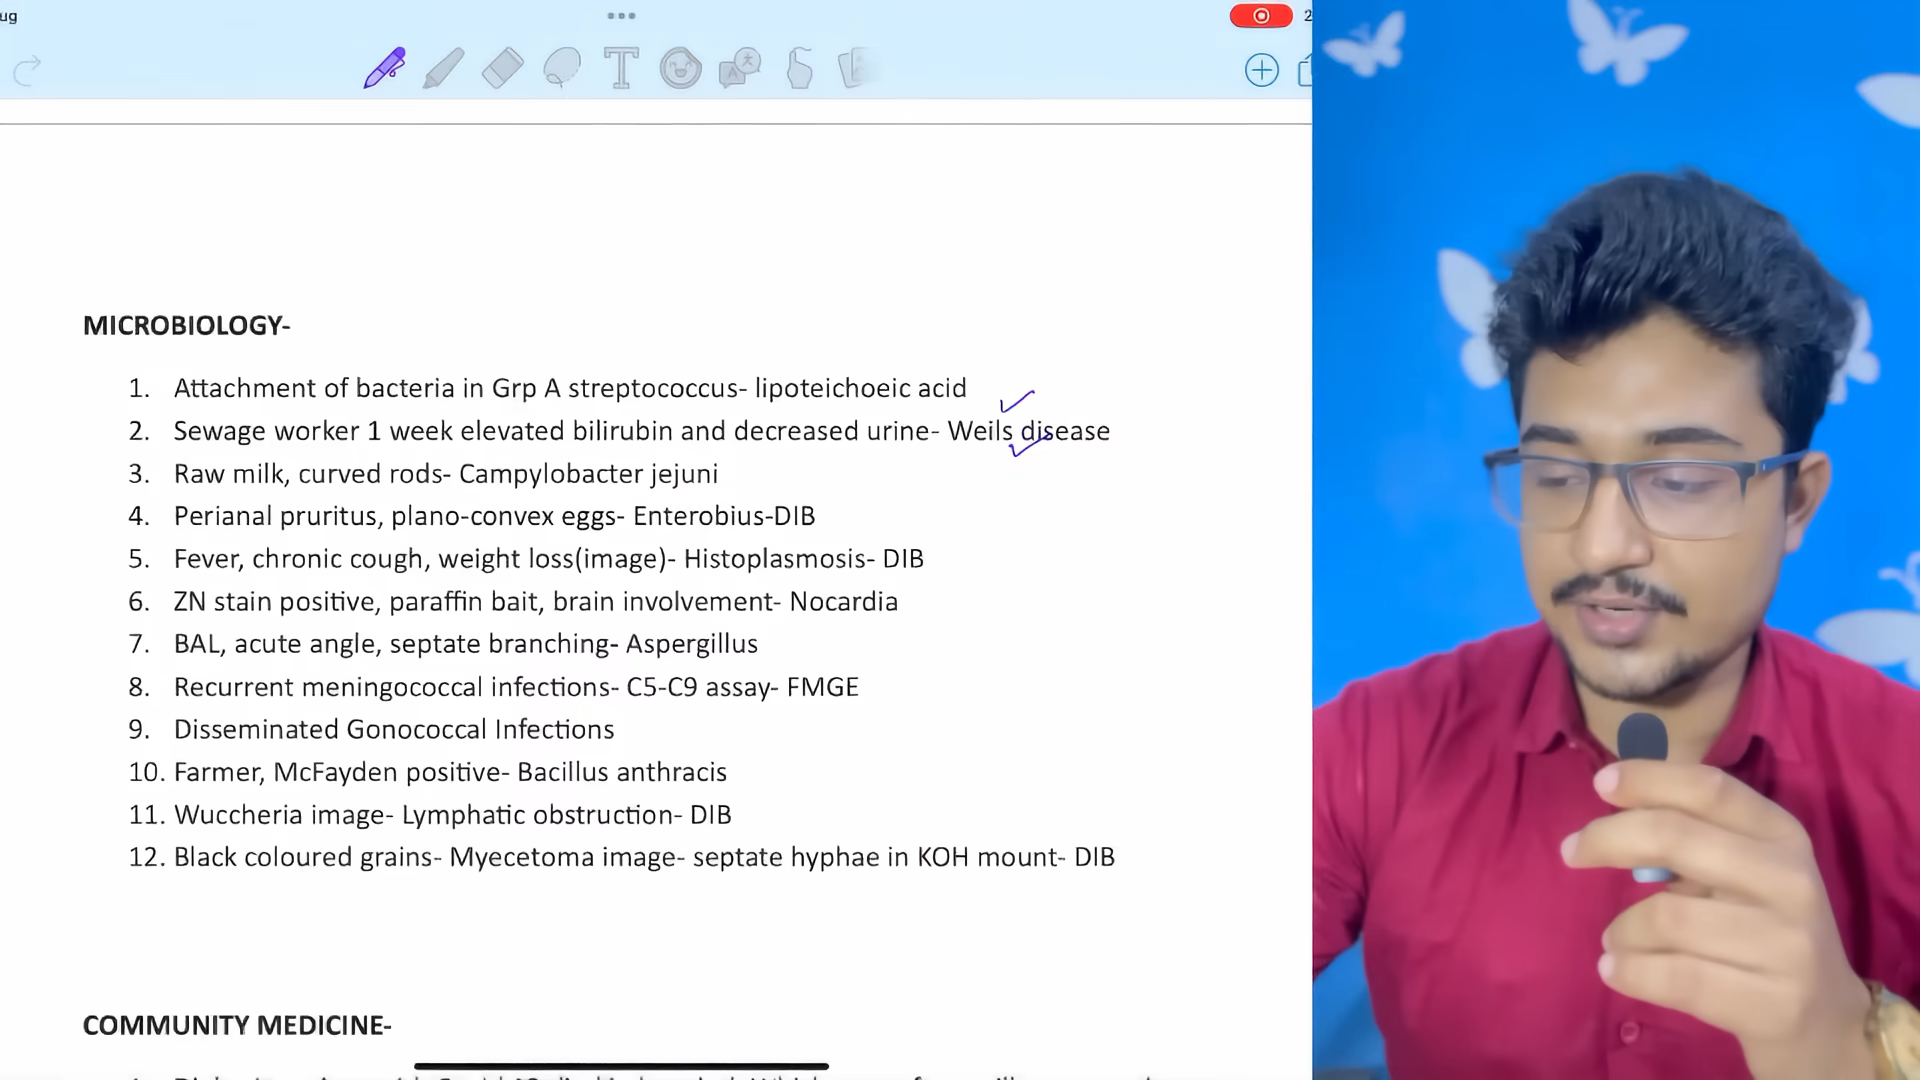 ug
2
MICROBIOLOGY-
1. Attachment of bacteria in Grp A streptococcus- lipoteichoeic acid
2. Sewage worker 1 week elevated bilirubin and decreased urine- Weils disease
3. Raw milk, curved rods- Campylobacter jejuni
4. Perianal pruritus, plano-convex eggs- Enterobius-DIB
5. Fever, chronic cough, weight loss(image)- Histoplasmosis- DIB
6. ZN stain positive, paraffin bait, brain involvement- Nocardia
7. BAL, acute angle, septate branching- Aspergillus
8. Recurrent meningococcal infections- C5-C9 assay- FMGE
9. Disseminated Gonococcal Infections
10. Farmer, McFayden positive- Bacillus anthracis
11. Wuccheria image- Lymphatic obstruction- DIB
12. Black coloured grains- Myecetoma image- septate hyphae in KOH mount- DIB
COMMUNITY MEDICINE-